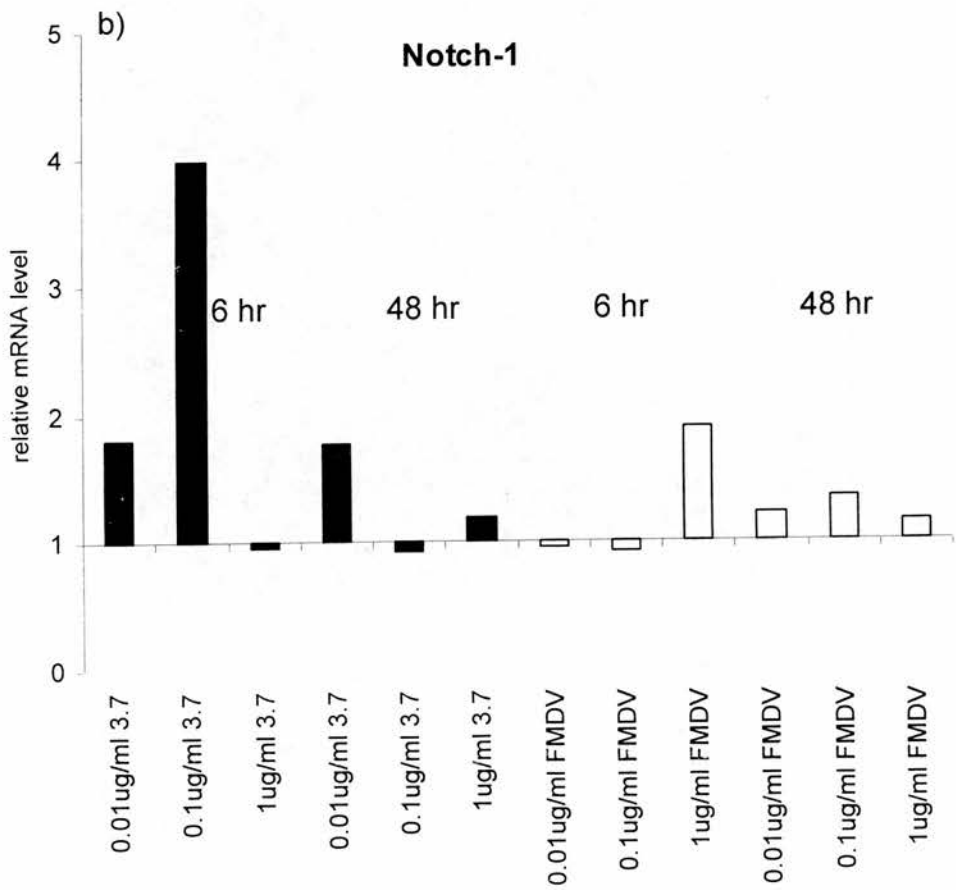 b)
Notch-1
5
4
3
2
1
0
relative mRNA level
6 hr
48 hr
6 hr
48 hr
0.01ug/ml 3.7
0.1ug/ml 3.7
1ug/ml 3.7
0.01ug/ml 3.7
0.1ug/ml 3.7
1ug/ml 3.7
0.01ug/ml FMDV
0.1ug/ml FMDV
1ug/ml FMDV
0.01ug/ml FMDV
0.1ug/ml FMDV
1ug/ml FMDV